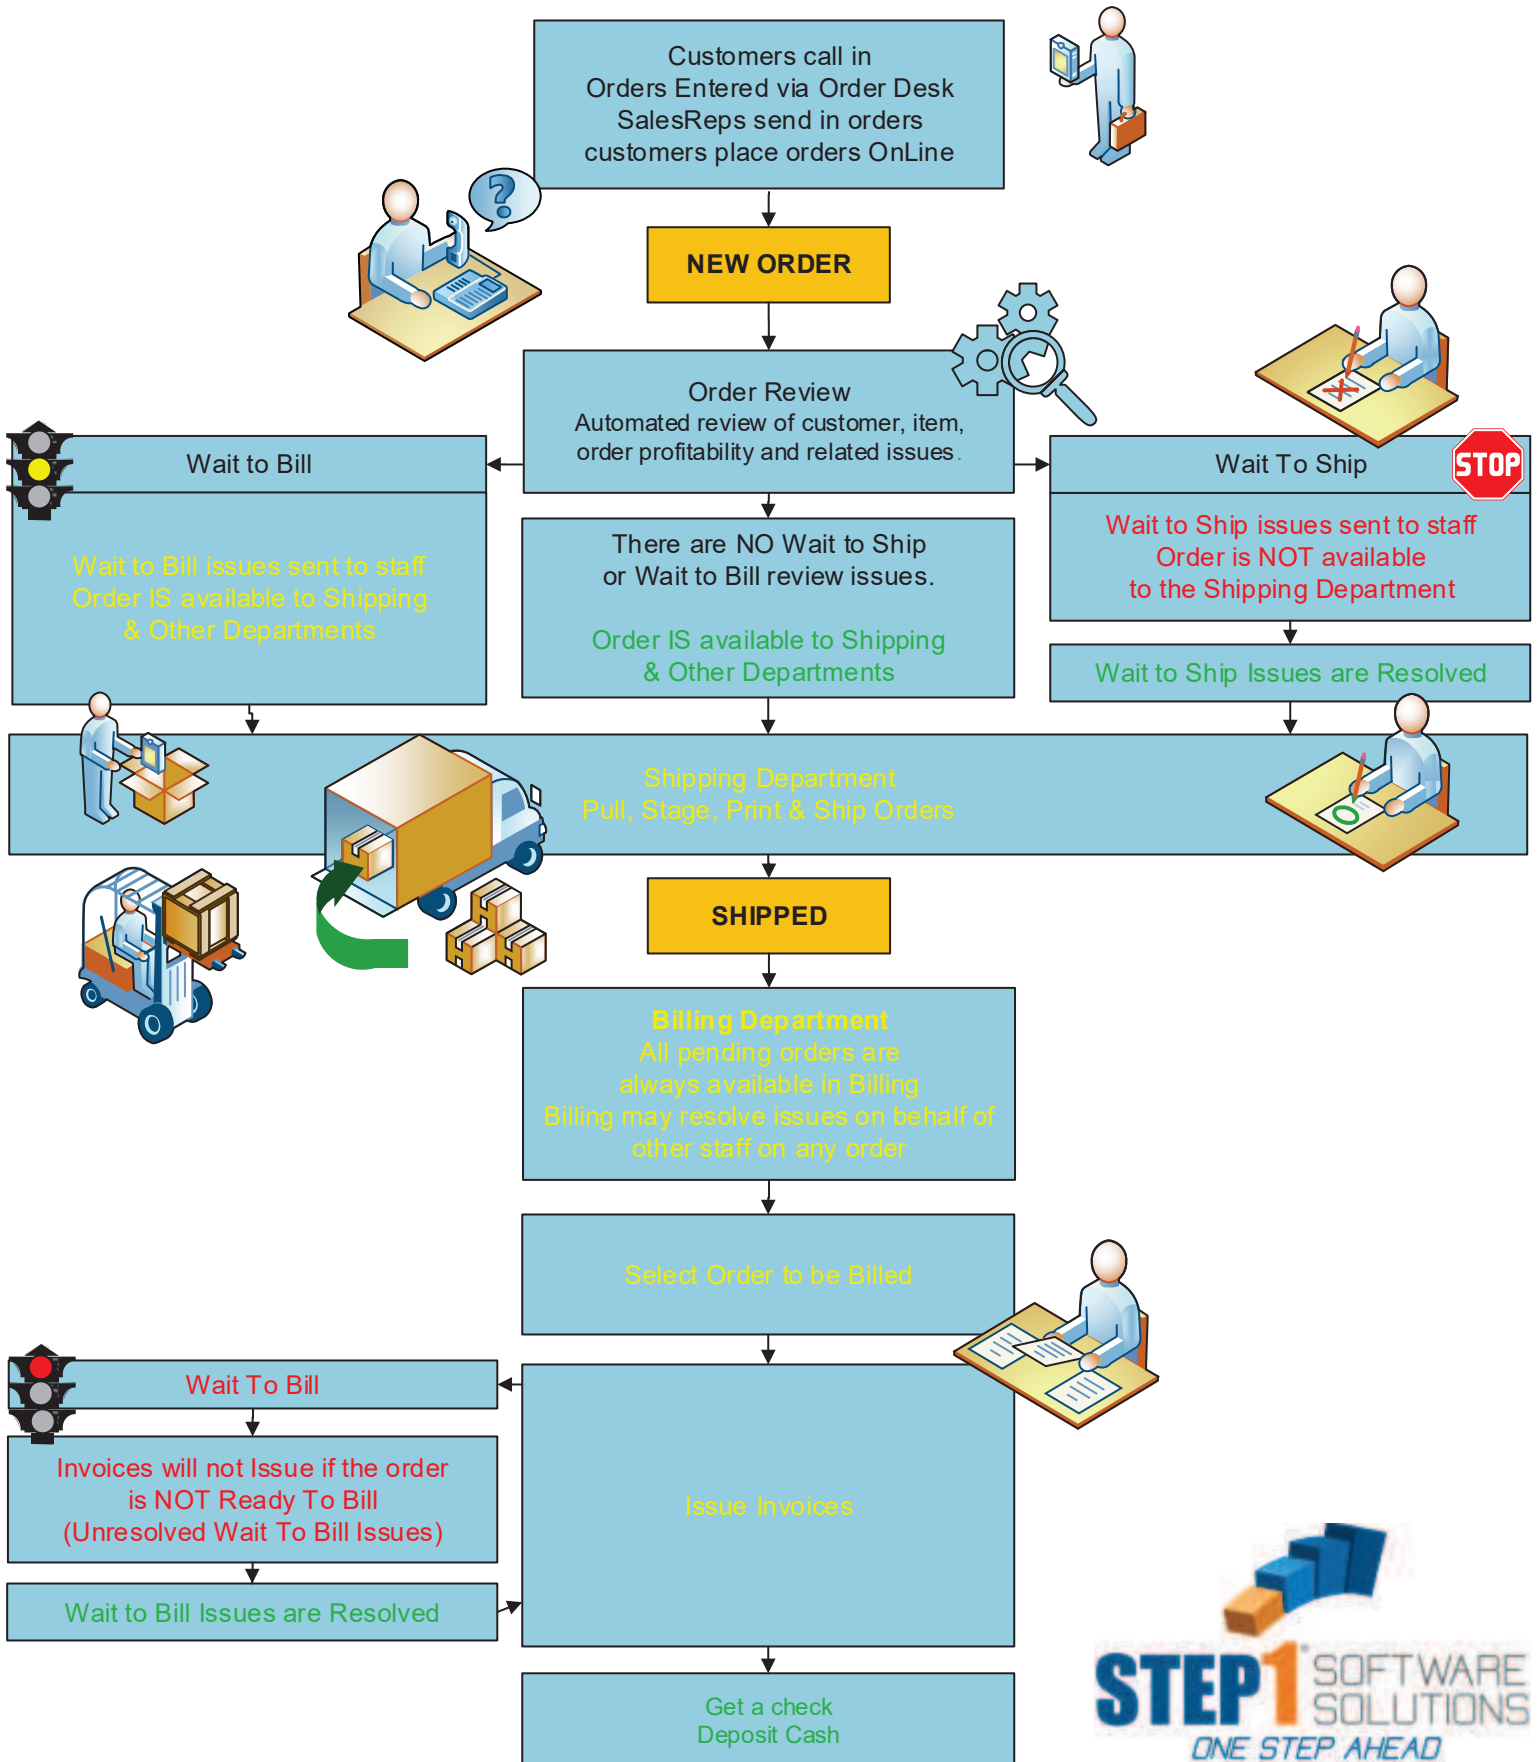 Customers call in
Orders Entered via Order Desk
SalesReps send in orders
customers place orders OnLine
?
NEW ORDER
Order Review
Automated review of customer, item,
order profitability and related issues.
Wait to Bill
Wait to Bill issues sent to staff
Order IS available to Shipping
& Other Departments
There are NO Wait to Ship
or Wait to Bill review issues.
Order IS available to Shipping
& Other Departments
Wait To Ship
STOP
Wait to Ship issues sent to staff
Order is NOT available
to the Shipping Department
Wait to Ship Issues are Resolved
Shipping Department
Pull, Stage, Print & Ship Orders
SHIPPED
Billing Department
All pending orders are
always available in Billing
Billing may resolve issues on behalf of
other staff on any order
Select Order to be Billed
Wait To Bill
Invoices will not Issue if the order
is NOT Ready To Bill
(Unresolved Wait To Bill Issues)
Wait to Bill Issues are Resolved
Issue Invoices
Get a check
Deposit Cash
STEP1® SOFTWARE
SOLUTIONS
ONE STEP AHEAD